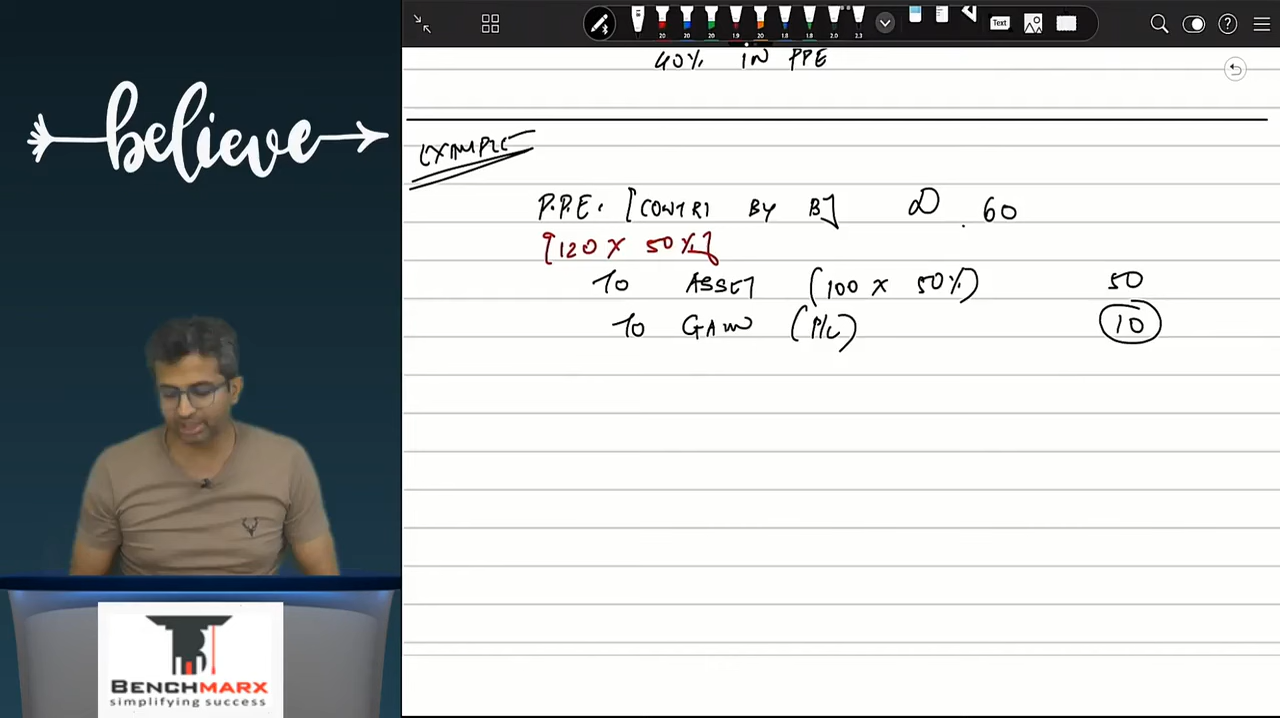 believe
Text
40% IN PPE
EXAMPLE
P.P.E. [CONTRI BY B] D 60
[120 x 50%]
To ASSET (100 x 50%) 50
To GAIN (P/L) 10
BENCHMARX
simplifying success